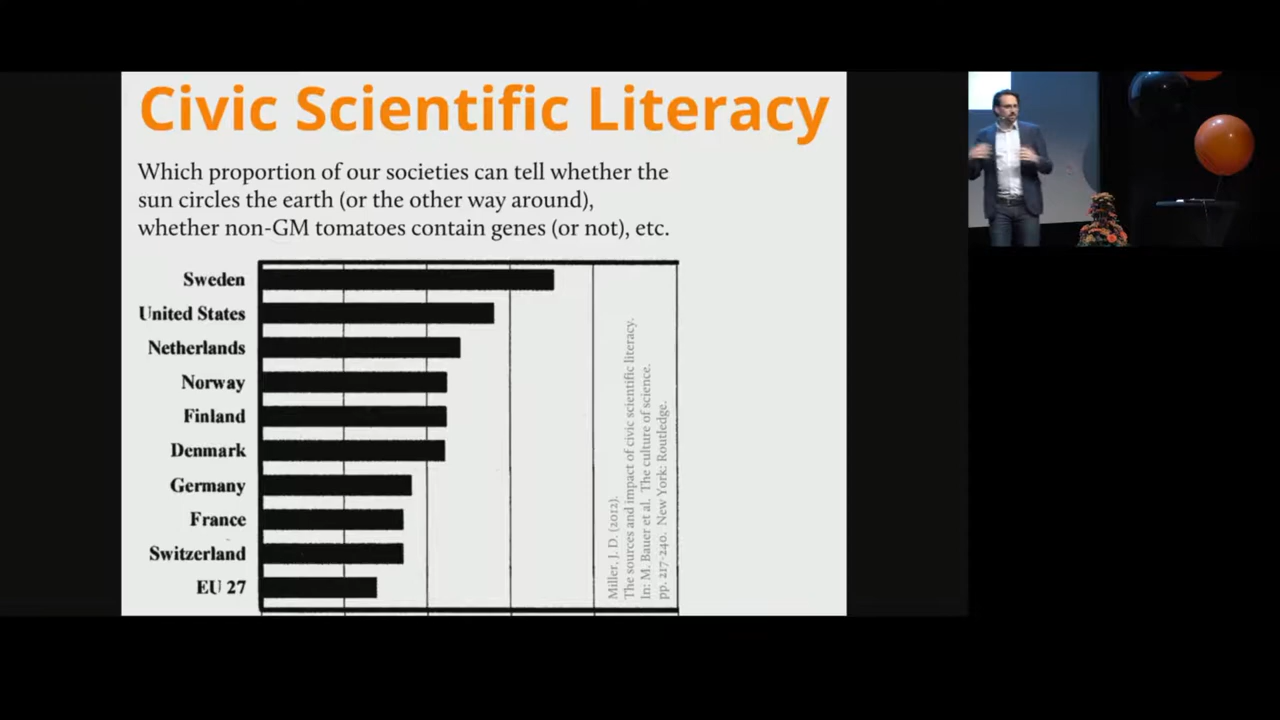 Civic Scientific Literacy
Which proportion of our societies can tell whether the
sun circles the earth (or the other way around),
whether non-GM tomatoes contain genes (or not), etc.
Sweden
United States
Netherlands
Norway
Finland
Denmark
Germany
France
Switzerland
EU 27
Miller, J. D. (2012).
The sources and impact of civic scientific literacy.
In: M. Bauer et al. The culture of science.
pp. 217-240. New York: Routledge.